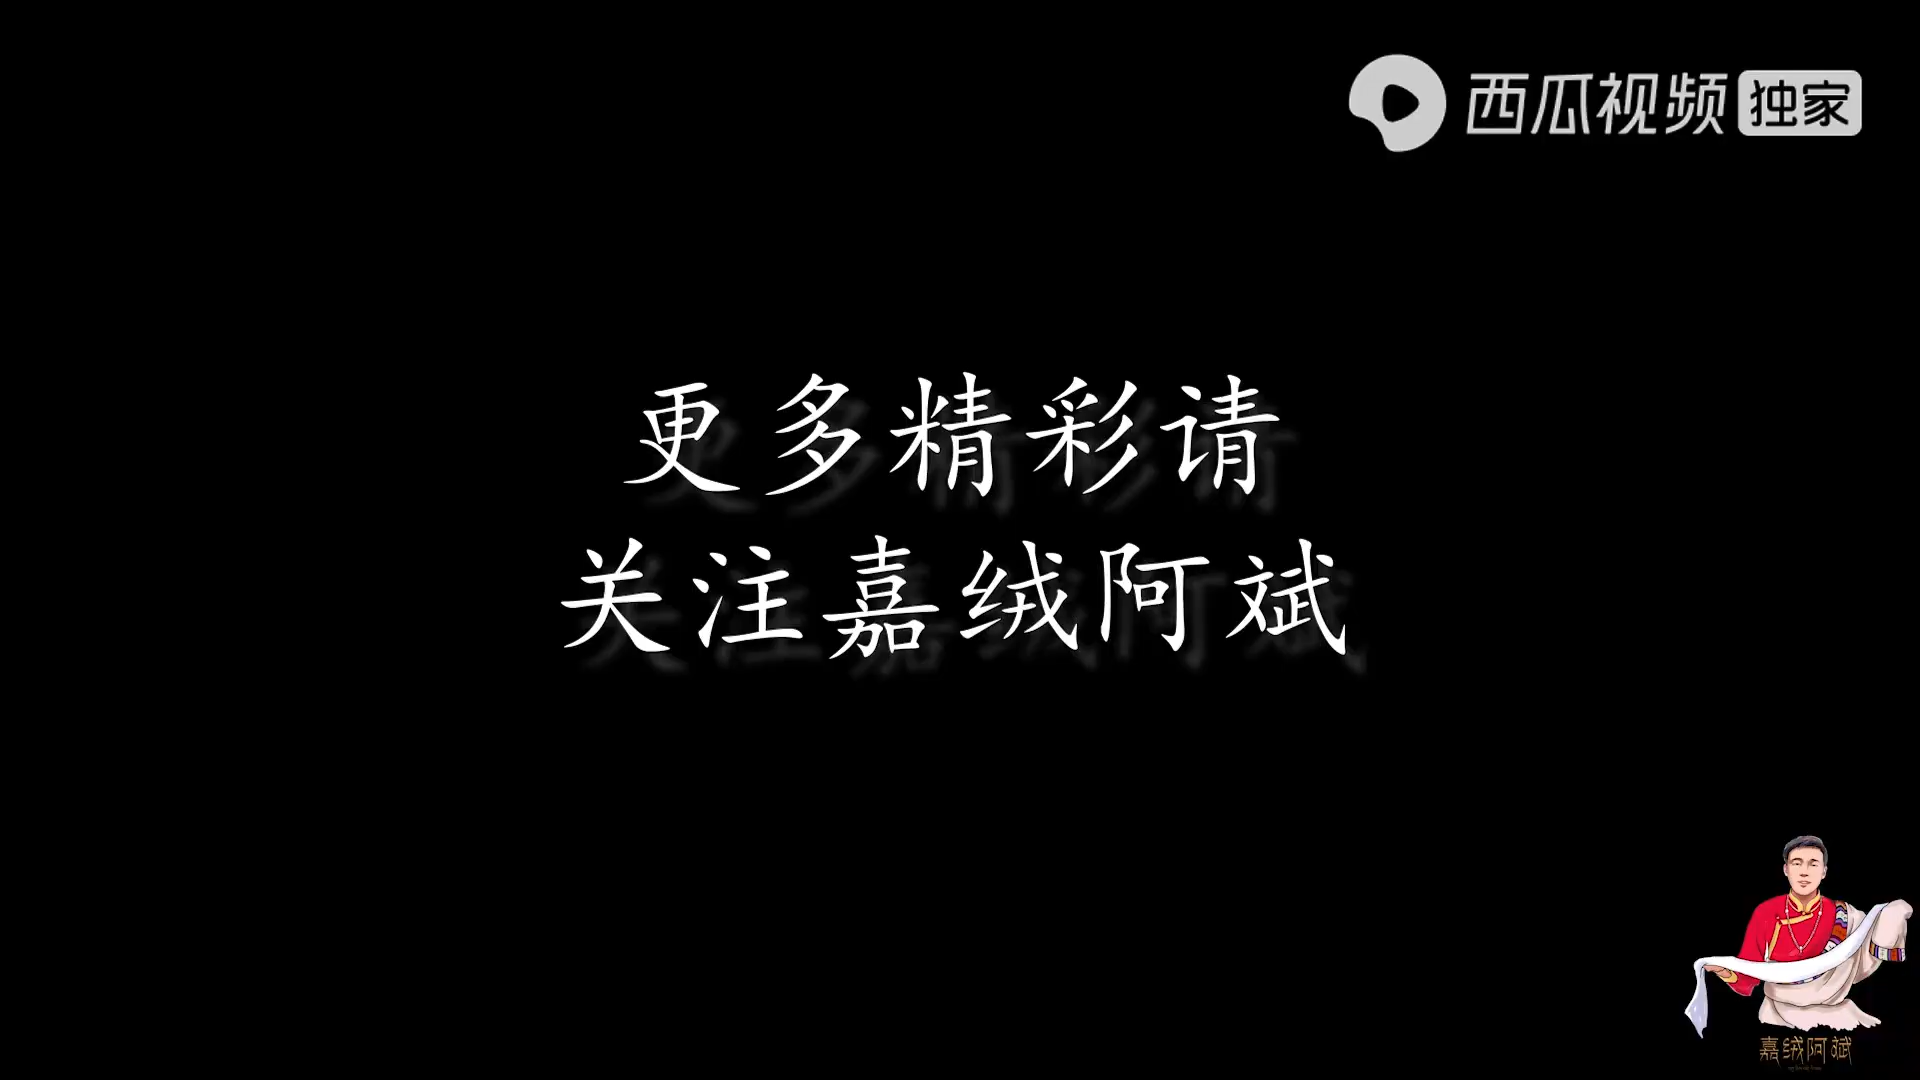 西瓜视频 独家
更多精彩请
关注嘉绒阿斌
嘉绒阿斌